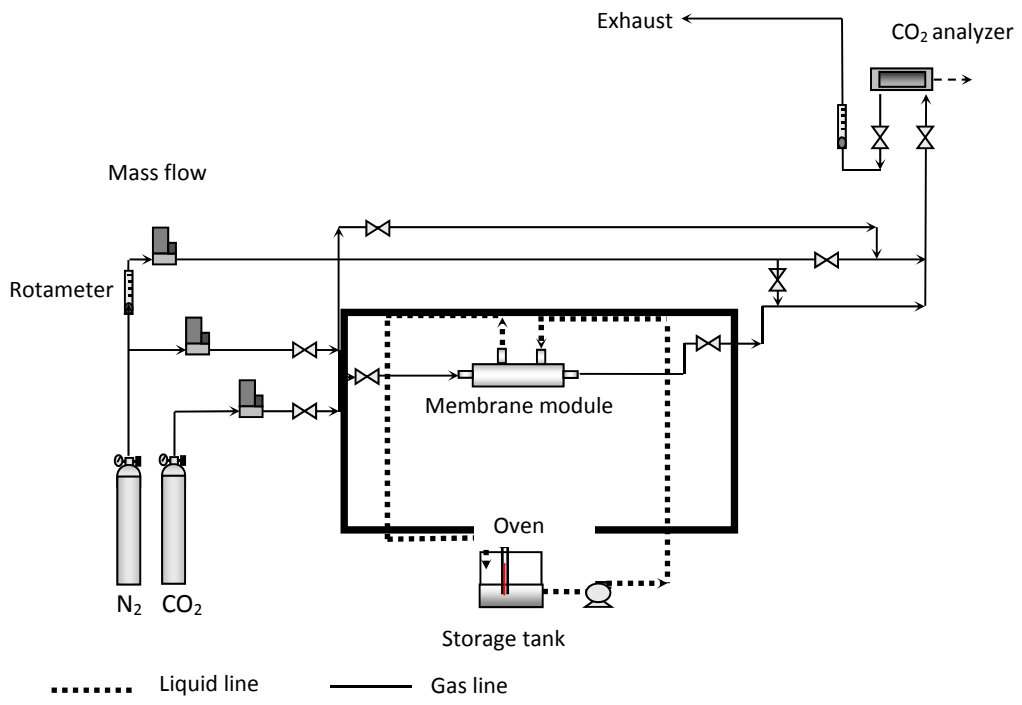 Exhaust
CO₂ analyzer
Mass flow
Rotameter
Membrane module
Oven
N₂
CO₂
Storage tank
Liquid line
Gas line